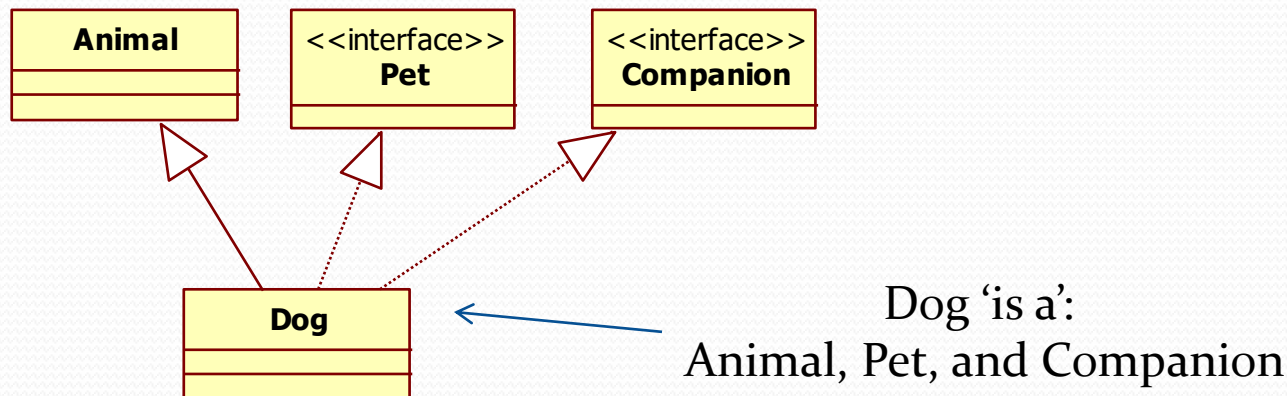 Animal
<<interface>>
Pet
<<interface>>
Companion
Dog
Dog ‘is a’:
Animal, Pet, and Companion